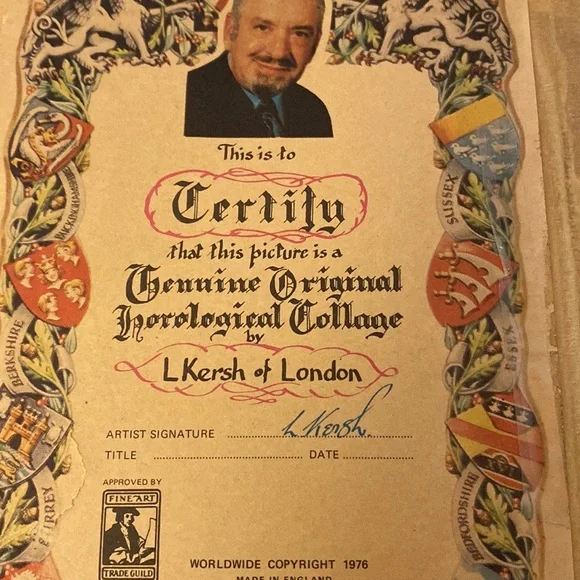 This is to
Certify
that this picture is a
Genuine Original
Horological Collage
by
L Kersh of London
ARTIST SIGNATURE L Kersh.
TITLE DATE
APPROVED BY
FINE ART
TRADE GUILD
WORLDWIDE COPYRIGHT 1976
MADE IN ENGLAND
BUCKINGHAMSHIRE
BERKSHIRE
SURREY
SUSSEX
ESSEX
BEDFORDSHIRE